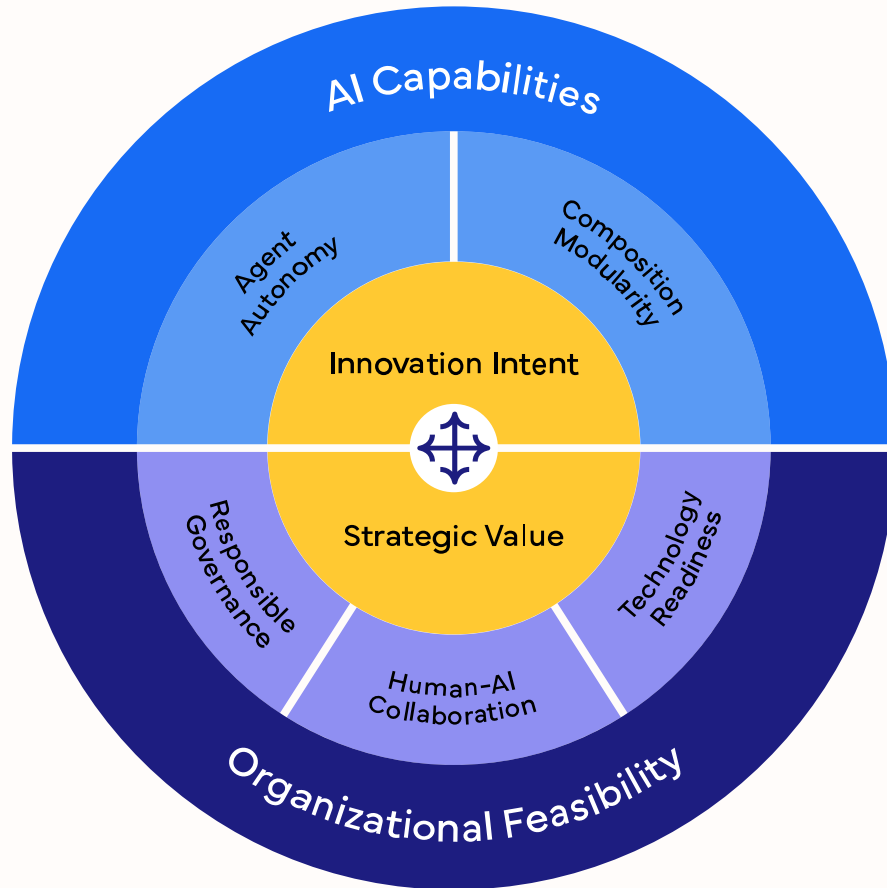 AI Capabilities
Agent
Autonomy
Composition
Modularity
Innovation Intent
Strategic Value
Responsible
Governance
Technology
Readiness
Human-AI
Collaboration
Organizational Feasibility